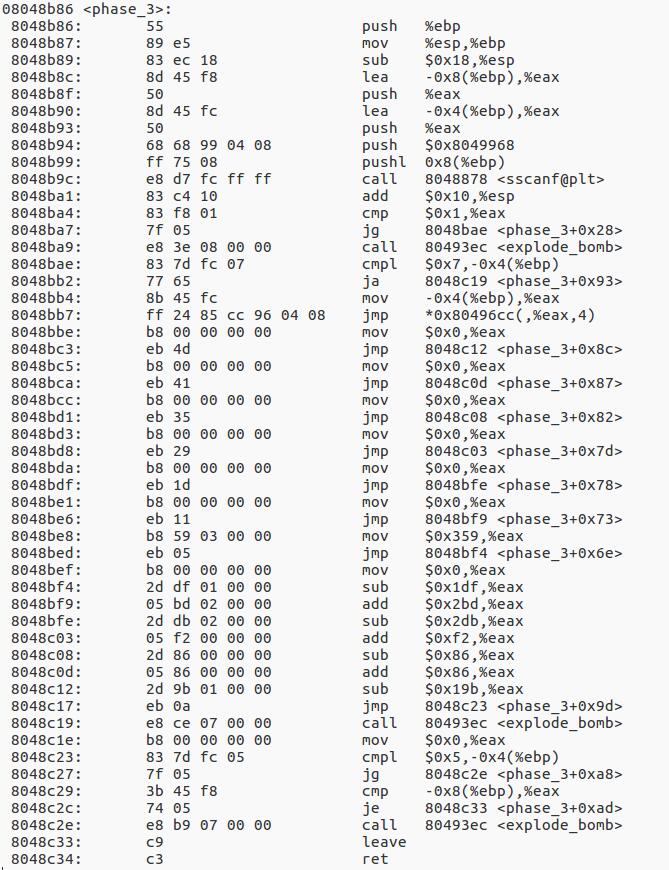 08048b86 <phase_3>:
8048b86: 55 push %ebp
8048b87: 89 e5 mov %esp,%ebp
8048b89: 83 ec 18 sub $0x18,%esp
8048b8c: 8d 45 f8 lea -0x8(%ebp),%eax
8048b8f: 50 push %eax
8048b90: 8d 45 fc lea -0x4(%ebp),%eax
8048b93: 50 push %eax
8048b94: 68 68 99 04 08 push $0x8049968
8048b99: ff 75 08 pushl 0x8(%ebp)
8048b9c: e8 d7 fc ff ff call 8048878 <sscanf@plt>
8048ba1: 83 c4 10 add $0x10,%esp
8048ba4: 83 f8 01 cmp $0x1,%eax
8048ba7: 7f 05 jg 8048bae <phase_3+0x28>
8048ba9: e8 3e 08 00 00 call 80493ec <explode_bomb>
8048bae: 83 7d fc 07 cmpl $0x7,-0x4(%ebp)
8048bb2: 77 65 ja 8048c19 <phase_3+0x93>
8048bb4: 8b 45 fc mov -0x4(%ebp),%eax
8048bb7: ff 24 85 cc 96 04 08 jmp *0x80496cc(,%eax,4)
8048bbe: b8 00 00 00 00 mov $0x0,%eax
8048bc3: eb 4d jmp 8048c12 <phase_3+0x8c>
8048bc5: b8 00 00 00 00 mov $0x0,%eax
8048bca: eb 41 jmp 8048c0d <phase_3+0x87>
8048bcc: b8 00 00 00 00 mov $0x0,%eax
8048bd1: eb 35 jmp 8048c08 <phase_3+0x82>
8048bd3: b8 00 00 00 00 mov $0x0,%eax
8048bd8: eb 29 jmp 8048c03 <phase_3+0x7d>
8048bda: b8 00 00 00 00 mov $0x0,%eax
8048bdf: eb 1d jmp 8048bfe <phase_3+0x78>
8048be1: b8 00 00 00 00 mov $0x0,%eax
8048be6: eb 11 jmp 8048bf9 <phase_3+0x73>
8048be8: b8 59 03 00 00 mov $0x359,%eax
8048bed: eb 05 jmp 8048bf4 <phase_3+0x6e>
8048bef: b8 00 00 00 00 mov $0x0,%eax
8048bf4: 2d df 01 00 00 sub $0x1df,%eax
8048bf9: 05 bd 02 00 00 add $0x2bd,%eax
8048bfe: 2d db 02 00 00 sub $0x2db,%eax
8048c03: 05 f2 00 00 00 add $0xf2,%eax
8048c08: 2d 86 00 00 00 sub $0x86,%eax
8048c0d: 05 86 00 00 00 add $0x86,%eax
8048c12: 2d 9b 01 00 00 sub $0x19b,%eax
8048c17: eb 0a jmp 8048c23 <phase_3+0x9d>
8048c19: e8 ce 07 00 00 call 80493ec <explode_bomb>
8048c1e: b8 00 00 00 00 mov $0x0,%eax
8048c23: 83 7d fc 05 cmpl $0x5,-0x4(%ebp)
8048c27: 7f 05 jg 8048c2e <phase_3+0xa8>
8048c29: 3b 45 f8 cmp -0x8(%ebp),%eax
8048c2c: 74 05 je 8048c33 <phase_3+0xad>
8048c2e: e8 b9 07 00 00 call 80493ec <explode_bomb>
8048c33: c9 leave
8048c34: c3 ret